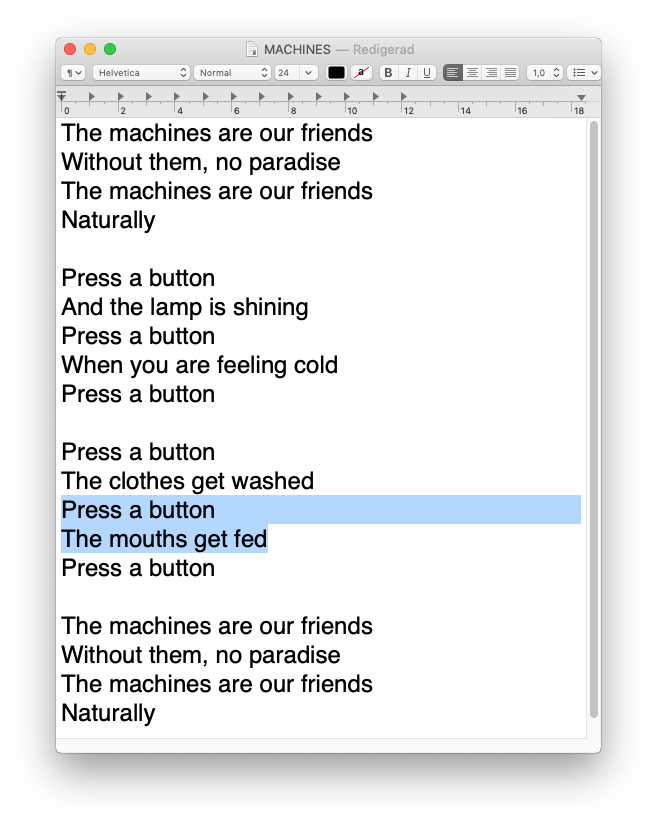 MACHINES — Redigerad
¶ Helvetica Normal 24 a B I U 1,0
0 2 4 6 8 10 12 14 16 18
The machines are our friends
Without them, no paradise
The machines are our friends
Naturally
Press a button
And the lamp is shining
Press a button
When you are feeling cold
Press a button
Press a button
The clothes get washed
Press a button
The mouths get fed
Press a button
The machines are our friends
Without them, no paradise
The machines are our friends
Naturally